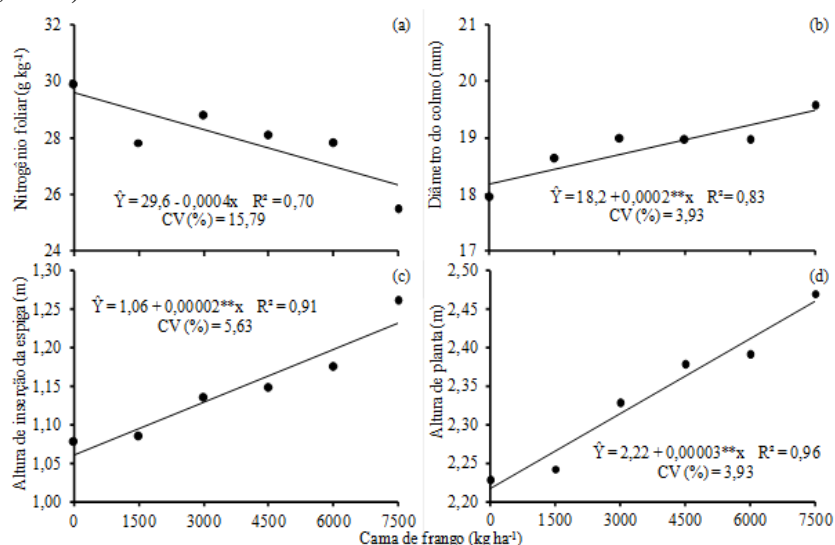 (a)
Nitrogênio foliar (g kg⁻¹)
32
30
28
26
24
Ŷ = 29,6 - 0,0004x R² = 0,70
CV (%) = 15,79
(b)
Diâmetro do colmo (mm)
21
20
19
18
17
Ŷ = 18,2 + 0,0002**x R² = 0,83
CV (%) = 3,93
(c)
Altura de inserção da espiga (m)
1,30
1,25
1,20
1,15
1,10
1,05
1,00
Ŷ = 1,06 + 0,00002**x R² = 0,91
CV (%) = 5,63
0 1500 3000 4500 6000 7500
(d)
Altura de planta (m)
2,50
2,45
2,40
2,35
2,30
2,25
2,20
Ŷ = 2,22 + 0,00003**x R² = 0,96
CV (%) = 3,93
0 1500 3000 4500 6000 7500
Cama de frango (kg ha⁻¹)